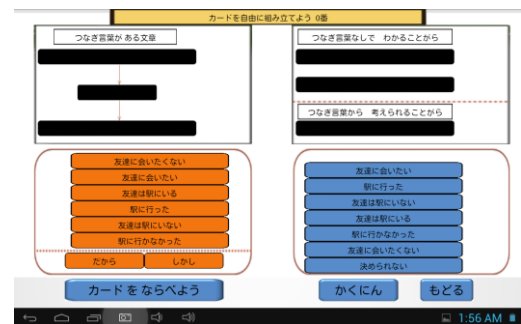 カードを自由に組み立てよう 0番
つなぎ言葉が ある文章
つなぎ言葉なしで わかることがら
つなぎ言葉から 考えられることがら
友達に会いたくない
友達に会いたい
友達は駅にいる
駅に行った
友達は駅にいない
駅に行かなかった
だから
しかし
友達に会いたい
駅に行った
友達は駅にいない
友達は駅にいる
駅に行かなかった
友達に会いたくない
決められない
カード を ならべよう
かくにん
もどる
1:56 AM